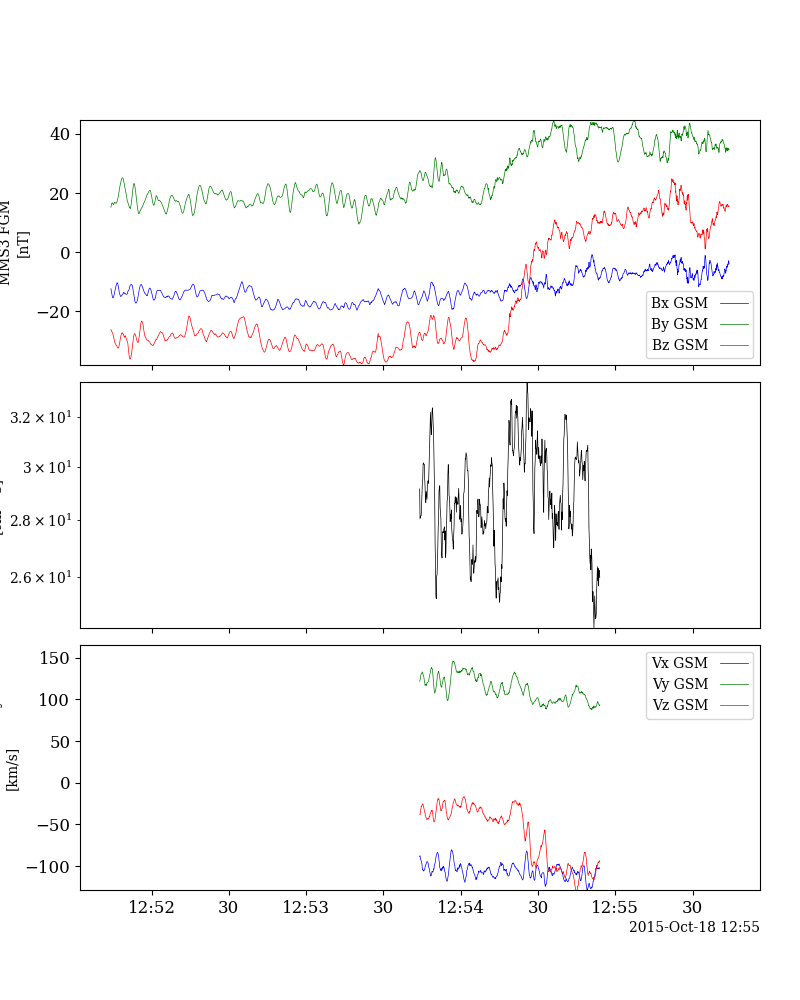 MMS3 FGM
[nT]
40
20
0
−20
Bx GSM
By GSM
Bz GSM
3.2 × 10¹
3 × 10¹
2.8 × 10¹
2.6 × 10¹
[km/s]
150
100
50
0
−50
−100
Vx GSM
Vy GSM
Vz GSM
12:52 30 12:53 30 12:54 30 12:55 30
2015-Oct-18 12:55